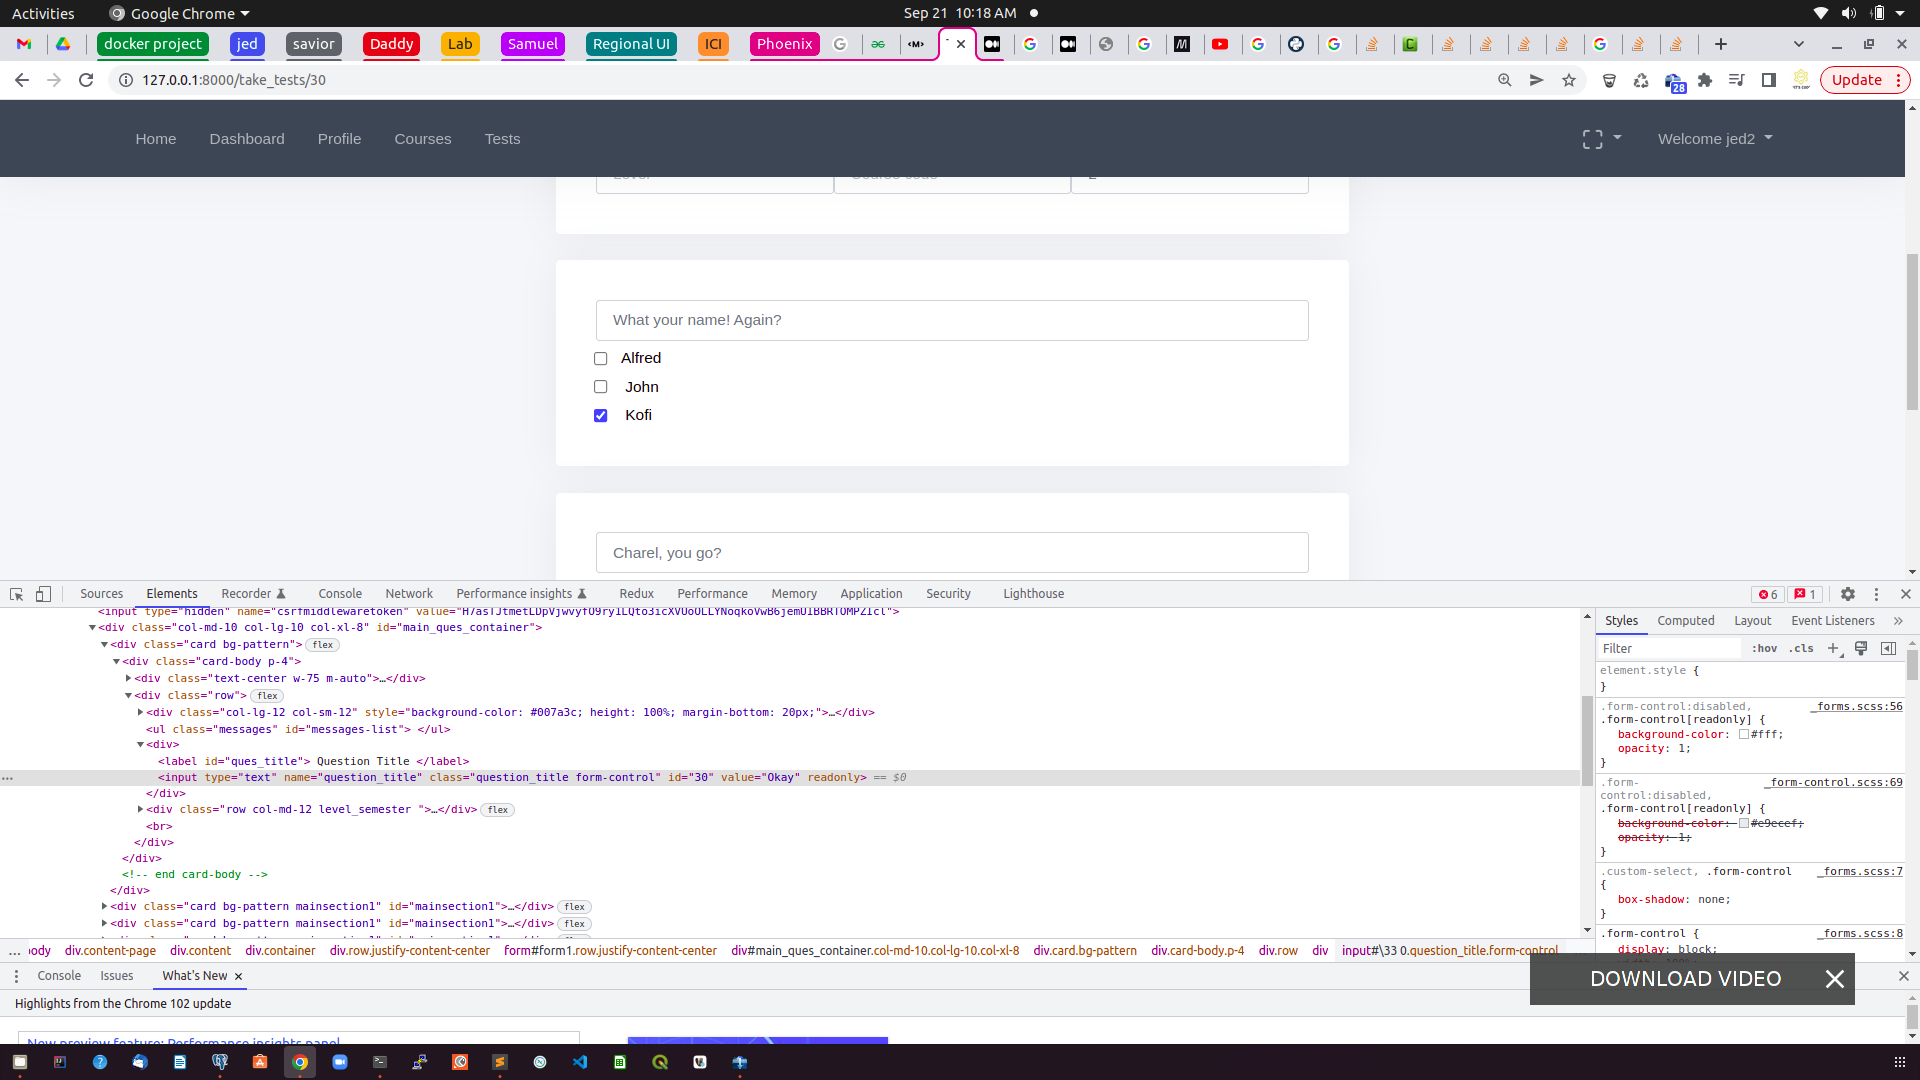 Activities
Google Chrome
Sep 21 10:18 AM
docker project
jed
savior
Daddy
Lab
Samuel
Regional UI
ICI
Phoenix
127.0.0.1:8000/take_tests/30
28
Update
Home
Dashboard
Profile
Courses
Tests
Welcome jed2
What your name! Again?
Alfred
John
Kofi
Charel, you go?
Sources
Elements
Recorder
Console
Network
Performance insights
Redux
Performance
Memory
Application
Security
Lighthouse
6
1
<div class="col-md-10 col-lg-10 col-xl-8" id="main_ques_container">
<div class="card bg-pattern"> flex
<div class="card-body p-4">
<div class="text-center w-75 m-auto">…</div>
<div class="row"> flex
<div class="col-lg-12 col-sm-12" style="background-color: #007a3c; height: 100%; margin-bottom: 20px;">…</div>
<ul class="messages" id="messages-list"> </ul>
<div>
<label id="ques_title"> Question Title </label>
<input type="text" name="question_title" class="question_title form-control" id="30" value="Okay" readonly> == $0
</div>
<div class="row col-md-12 level_semester ">…</div> flex
<br>
</div>
</div>
<!-- end card-body -->
</div>
<div class="card bg-pattern mainsection1" id="mainsection1">…</div> flex
<div class="card bg-pattern mainsection1" id="mainsection1">…</div> flex
... body div.content-page div.content div.container div.row.justify-content-center form#form1.row.justify-content-center div#main_ques_container.col-md-10.col-lg-10.col-xl-8 div.card.bg-pattern div.card-body.p-4 div.row div input#\33 0.question_title.form-control
Styles
Computed
Layout
Event Listeners
Filter
:hov .cls
element.style {
}
.form-control:disabled, _forms.scss:56
.form-control[readonly] {
background-color: #fff;
opacity: 1;
}
.form- _form-control.scss:69
control:disabled,
.form-control[readonly] {
background-color: #e9ecef;
opacity: 1;
}
.custom-select, .form-control _forms.scss:7
{
box-shadow: none;
}
.form-control { _forms.scss:8
display: block;
Console
Issues
What's New
Highlights from the Chrome 102 update
New preview feature: Performance insights panel
DOWNLOAD VIDEO